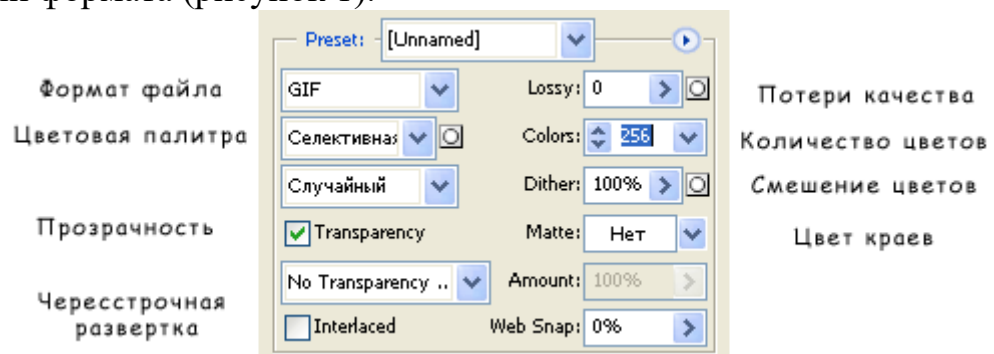 формата (рисунок 1).
Preset: [Unnamed]
Формат файла GIF Lossy: 0 Потери качества
Цветовая палитра Селективная Colors: 256 Количество цветов
Случайный Dither: 100% Смешение цветов
Прозрачность Transparency Matte: Нет Цвет краев
No Transparency .. Amount: 100%
Чересстрочная
развертка Interlaced Web Snap: 0%